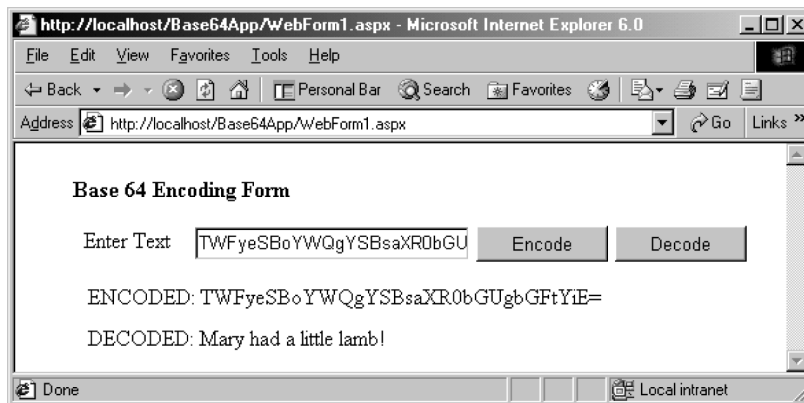 http://localhost/Base64App/WebForm1.aspx - Microsoft Internet Explorer 6.0
File Edit View Favorites Tools Help
Back Personal Bar Search Favorites
Address http://localhost/Base64App/WebForm1.aspx Go Links »
Base 64 Encoding Form
Enter Text TWFyeSBoYWQgYSBsaXR0bGU Encode Decode
ENCODED: TWFyeSBoYWQgYSBsaXR0bGUgbGFtYiE=
DECODED: Mary had a little lamb!
Done Local intranet